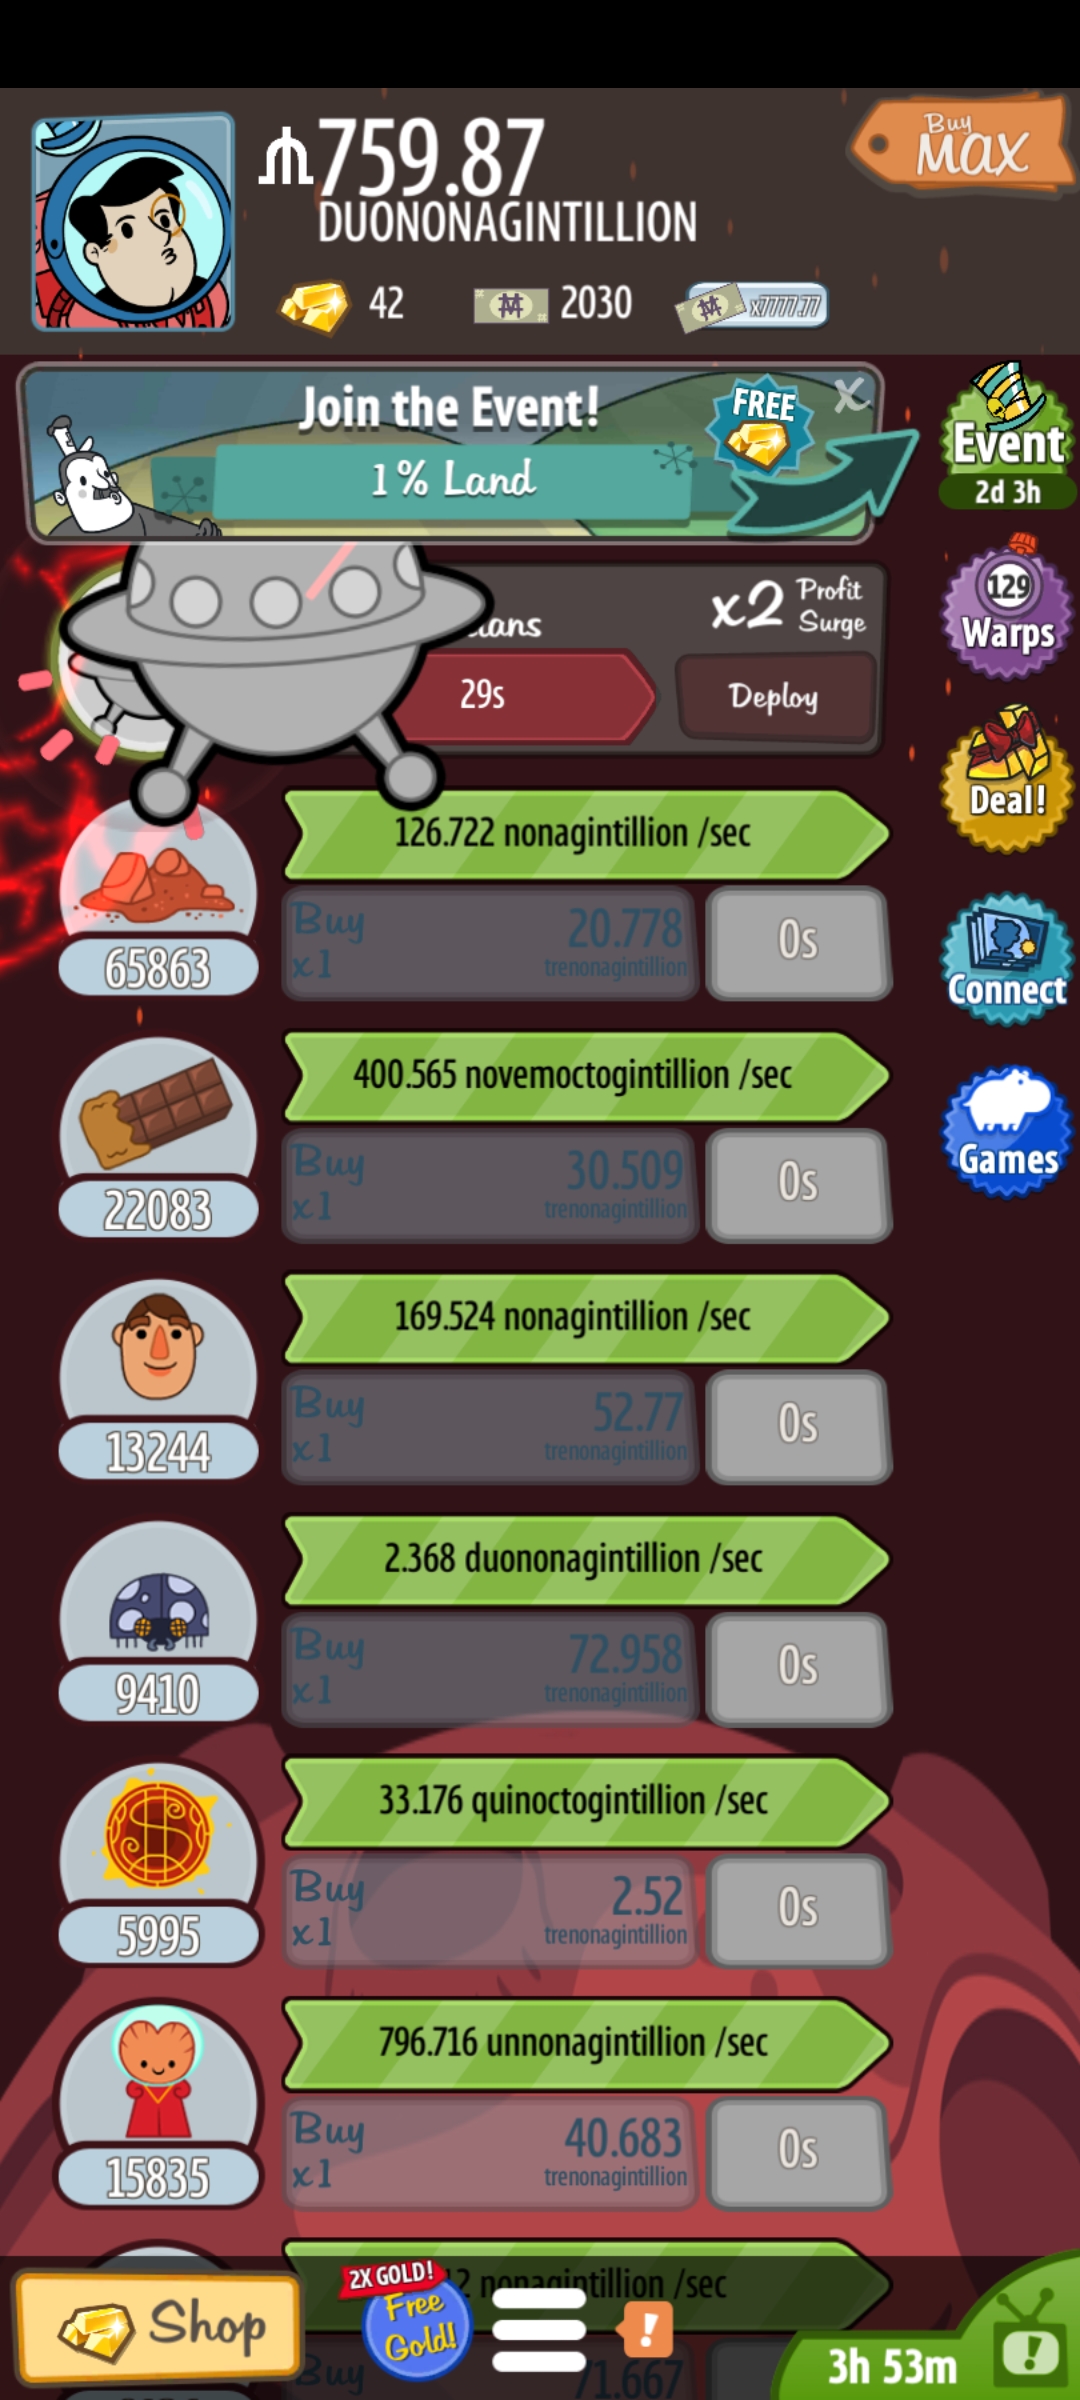 Buy
MAX
759.87
DUONONAGINTILLION
42
2030
x7777.77
Join the Event!
1% Land
FREE
X
Event
2d 3h
x2 Profit
Surge
29s
Deploy
129
Warps
126.722 nonagintillion /sec
Buy
x1
20.778
trenonagintillion
0s
65863
Deal!
400.565 novemoctogintillion /sec
Buy
x1
30.509
trenonagintillion
0s
22083
Connect
169.524 nonagintillion /sec
Buy
x1
52.77
trenonagintillion
0s
13244
Games
2.368 duononagintillion /sec
Buy
x1
72.958
trenonagintillion
0s
9410
33.176 quinoctogintillion /sec
Buy
x1
2.52
trenonagintillion
0s
5995
796.716 unnonagintillion /sec
Buy
x1
40.683
trenonagintillion
0s
15835
nonagintillion /sec
Shop
2X GOLD!
Free
Gold!
!
Buy
71.667
3h 53m
!